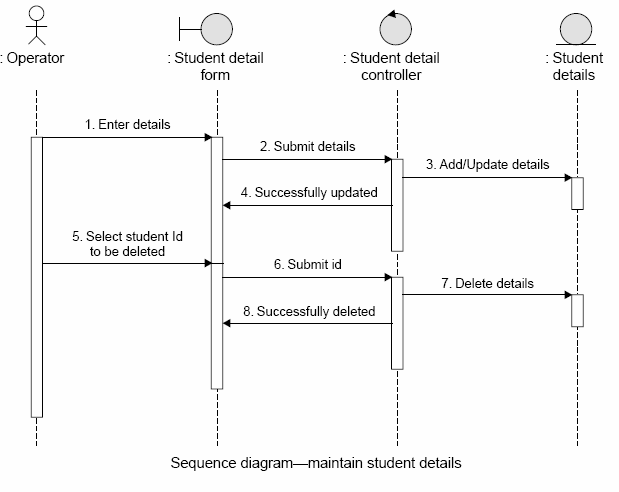 : Operator
: Student detail
form
: Student detail
controller
: Student
details
1. Enter details
2. Submit details
3. Add/Update details
4. Successfully updated
5. Select student Id
to be deleted
6. Submit id
7. Delete details
8. Successfully deleted
Sequence diagram—maintain student details